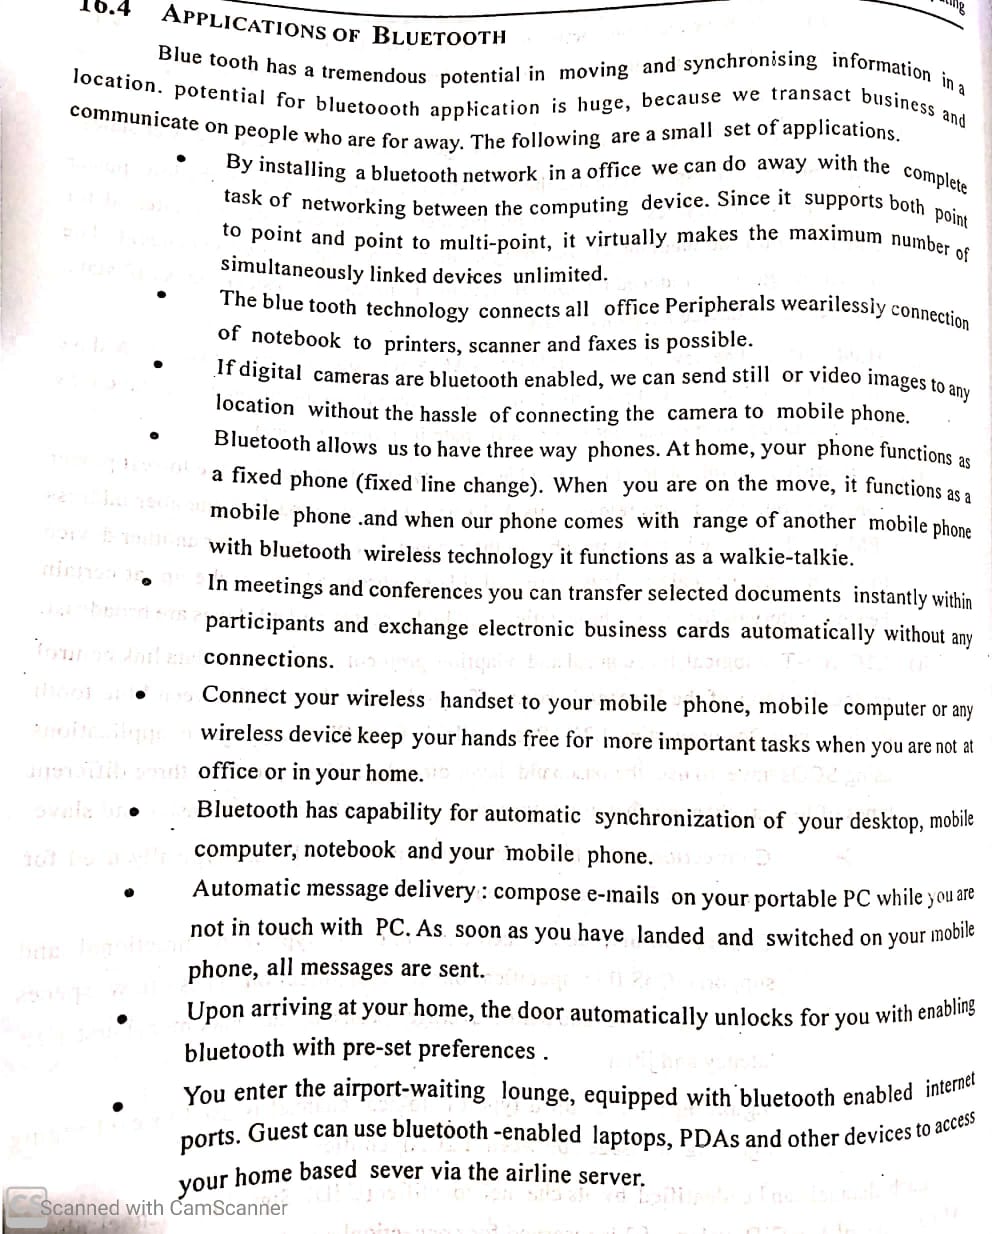 16.4 APPLICATIONS OF BLUETOOTH
Blue tooth has a tremendous potential in moving and synchronising information in a
location. potential for bluetoooth application is huge, because we transact business and
communicate on people who are for away. The following are a small set of applications.
• By installing a bluetooth network in a office we can do away with the complete
task of networking between the computing device. Since it supports both point
to point and point to multi-point, it virtually makes the maximum number of
simultaneously linked devices unlimited.
• The blue tooth technology connects all office Peripherals wearilessly connection
of notebook to printers, scanner and faxes is possible.
• If digital cameras are bluetooth enabled, we can send still or video images to any
location without the hassle of connecting the camera to mobile phone.
• Bluetooth allows us to have three way phones. At home, your phone functions as
a fixed phone (fixed line change). When you are on the move, it functions as a
mobile phone .and when our phone comes with range of another mobile phone
with bluetooth wireless technology it functions as a walkie-talkie.
• In meetings and conferences you can transfer selected documents instantly within
participants and exchange electronic business cards automatically without any
connections.
• Connect your wireless handset to your mobile phone, mobile computer or any
wireless device keep your hands free for more important tasks when you are not at
office or in your home.
• Bluetooth has capability for automatic synchronization of your desktop, mobile
computer, notebook and your mobile phone.
• Automatic message delivery : compose e-mails on your portable PC while you are
not in touch with PC. As soon as you have landed and switched on your mobile
phone, all messages are sent.
• Upon arriving at your home, the door automatically unlocks for you with enabling
bluetooth with pre-set preferences .
• You enter the airport-waiting lounge, equipped with bluetooth enabled internet
ports. Guest can use bluetooth -enabled laptops, PDAs and other devices to access
your home based sever via the airline server.
CS Scanned with CamScanner